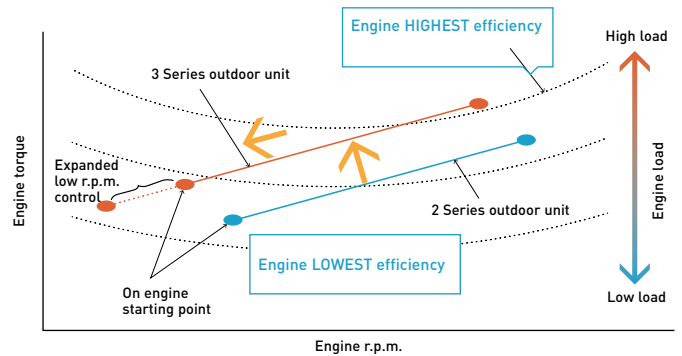 Engine HIGHEST efficiency
High load
3 Series outdoor unit
Expanded
low r.p.m.
control
Engine torque
Engine load
2 Series outdoor unit
Engine LOWEST efficiency
On engine
starting point
Low load
Engine r.p.m.